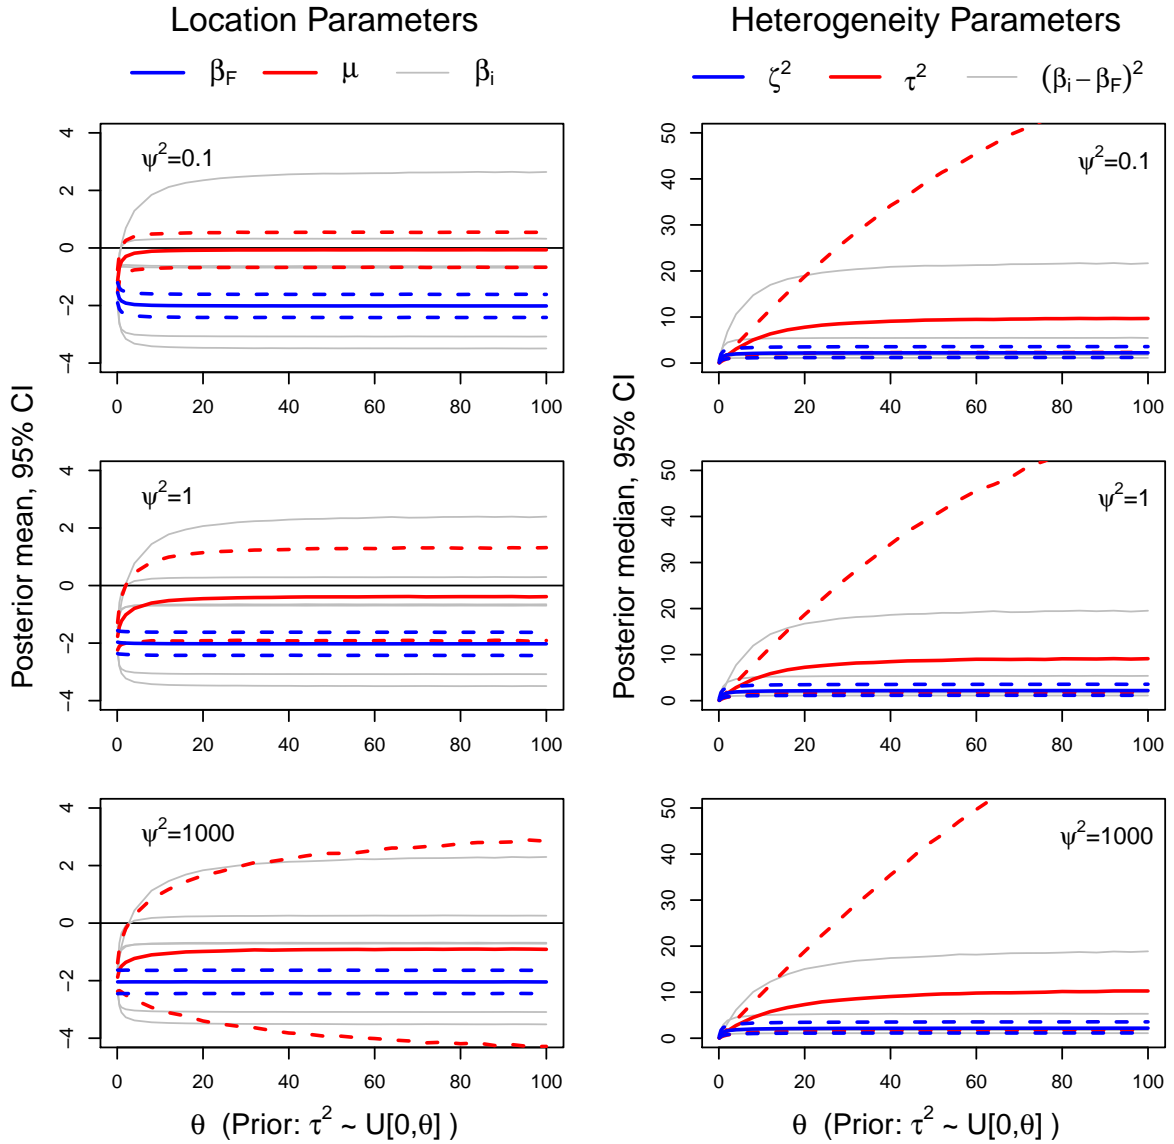 Location Parameters
Heterogeneity Parameters
β_F μ β_i
ζ² τ² (β_i − β_F)²
Posterior mean, 95% CI
Posterior median, 95% CI
ψ²=0.1
4
2
0
−2
−4
0 20 40 60 80 100
ψ²=0.1
50
40
30
20
10
0
0 20 40 60 80 100
ψ²=1
4
2
0
−2
−4
0 20 40 60 80 100
ψ²=1
50
40
30
20
10
0
0 20 40 60 80 100
ψ²=1000
4
2
0
−2
−4
0 20 40 60 80 100
ψ²=1000
50
40
30
20
10
0
0 20 40 60 80 100
θ (Prior: τ² ~ U[0,θ] )
θ (Prior: τ² ~ U[0,θ] )